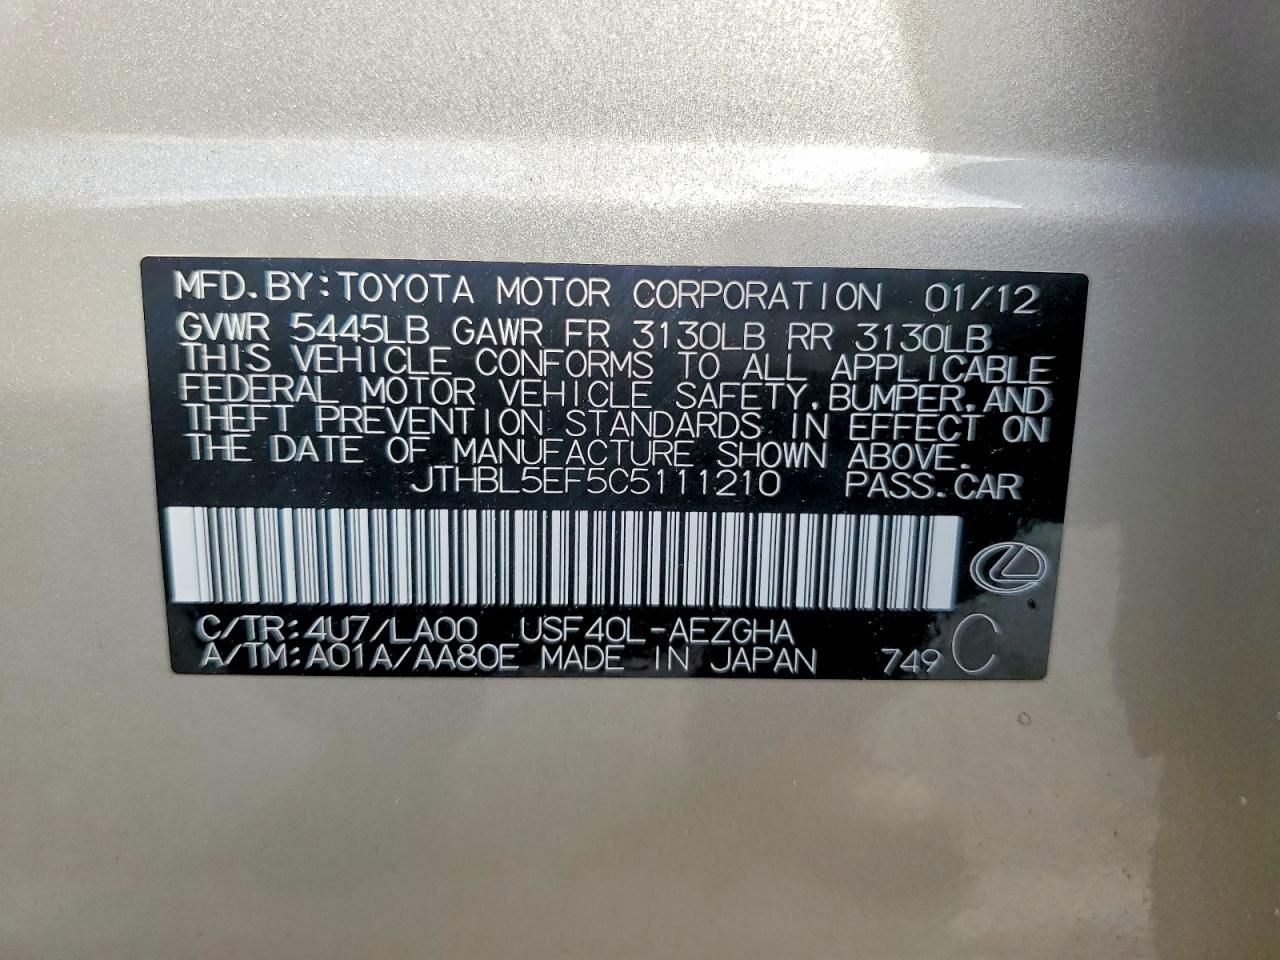 MFD. BY: TOYOTA MOTOR CORPORATION 01/12
GVWR 5445LB GAWR FR 3130LB RR 3130LB
THIS VEHICLE CONFORMS TO ALL APPLICABLE
FEDERAL MOTOR VEHICLE SAFETY, BUMPER, AND
THEFT PREVENTION STANDARDS IN EFFECT ON
THE DATE OF MANUFACTURE SHOWN ABOVE.
JTHBL5EF5C5111210 PASS. CAR
C/TR: 4U7/LA00 USF40L-AEZGHA C
A/TM: A01A/AA80E MADE IN JAPAN 749